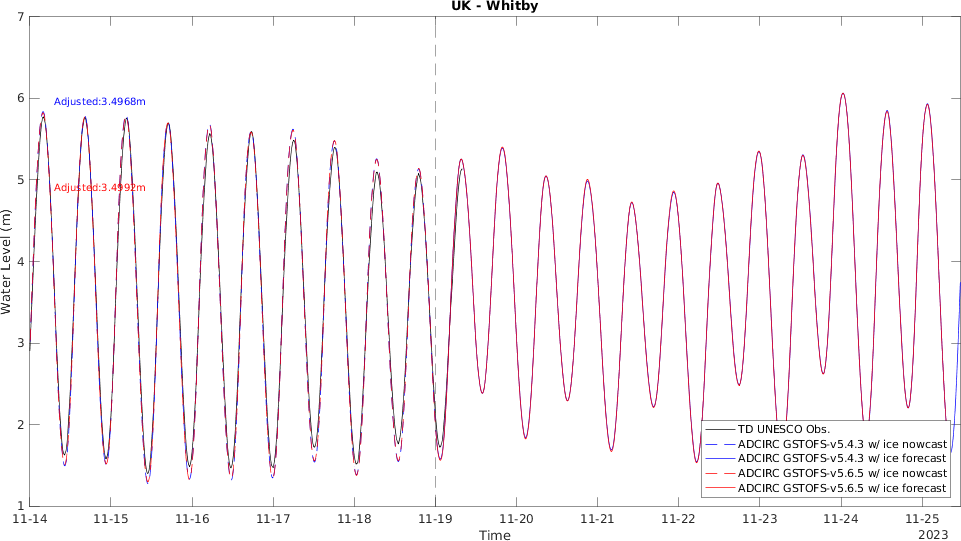 UK - Whitby
7
6
5
4
3
2
1
Water Level (m)
Adjusted:3.4968m
Adjusted:3.4992m
TD UNESCO Obs.
ADCIRC GSTOFS-v5.4.3 w/ ice nowcast
ADCIRC GSTOFS-v5.4.3 w/ ice forecast
ADCIRC GSTOFS-v5.6.5 w/ ice nowcast
ADCIRC GSTOFS-v5.6.5 w/ ice forecast
11-14 11-15 11-16 11-17 11-18 11-19 11-20 11-21 11-22 11-23 11-24 11-25
Time
2023